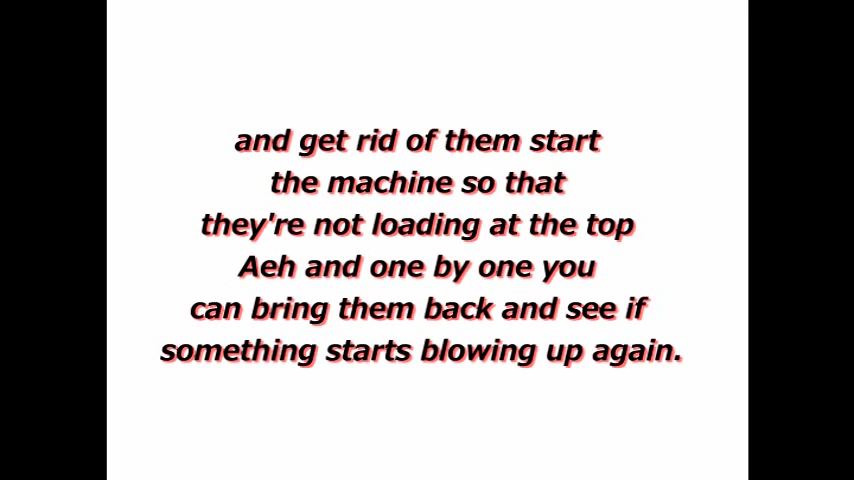 and get rid of them start
the machine so that
they're not loading at the top
Aeh and one by one you
can bring them back and see if
something starts blowing up again.